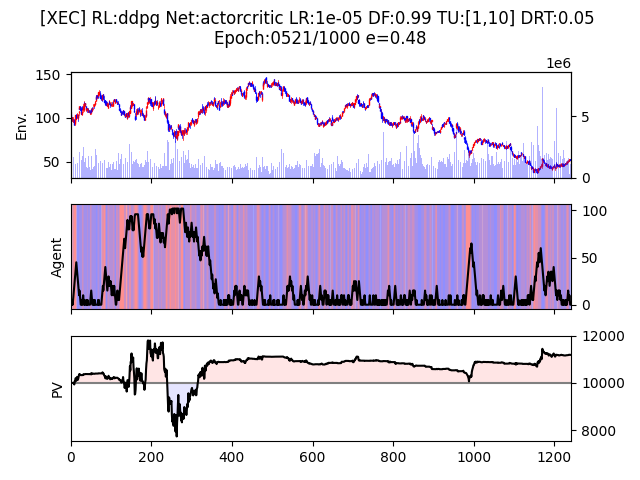 [XEC] RL:ddpg Net:actorcritic LR:1e-05 DF:0.99 TU:[1,10] DRT:0.05
Epoch:0521/1000 e=0.48
1e6
150
100
50
Env.
5
0
Agent
100
50
0
PV
12000
10000
8000
0 200 400 600 800 1000 1200